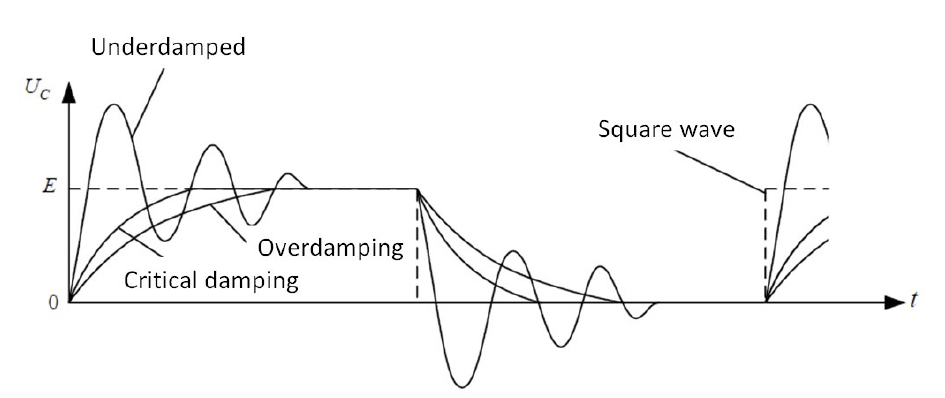 Underdamped
U_C
Square wave
E
Overdamping
Critical damping
0
t